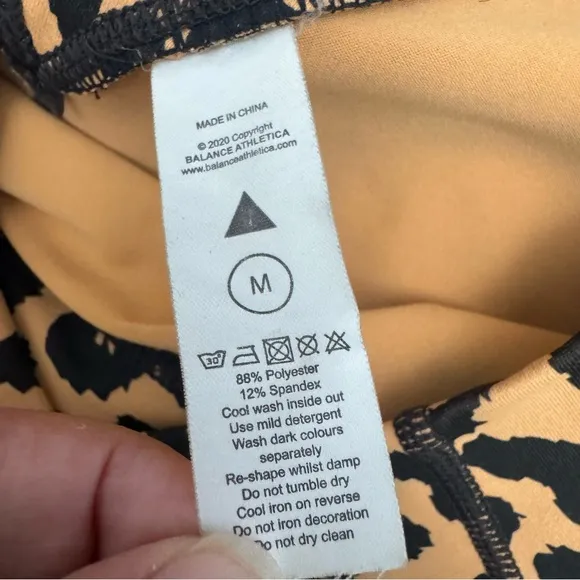 MADE IN CHINA
© 2020 Copyright
BALANCE ATHLETICA
www.balanceathletica.com
M
30°
88% Polyester
12% Spandex
Cool wash inside out
Use mild detergent
Wash dark colours
separately
Re-shape whilst damp
Do not tumble dry
Cool iron on reverse
Do not iron decoration
Do not dry clean